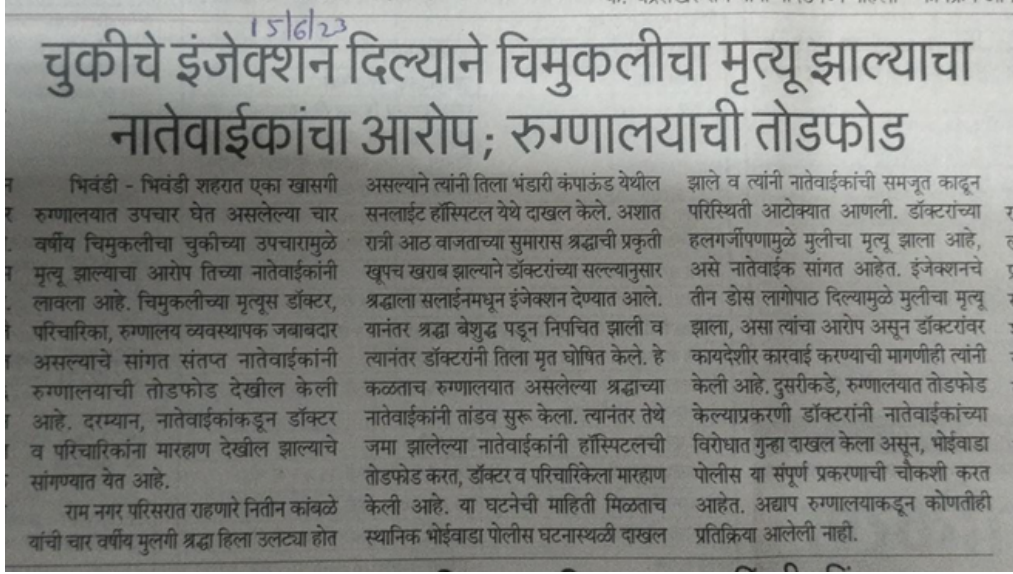 15/6/23
चुकीचे इंजेक्शन दिल्याने चिमुकलीचा मृत्यू झाल्याचा
नातेवाईकांचा आरोप; रुग्णालयाची तोडफोड
भिवंडी - भिवंडी शहरात एका खासगी
रुग्णालयात उपचार घेत असलेल्या चार
वर्षीय चिमुकलीचा चुकीच्या उपचारामुळे
मृत्यू झाल्याचा आरोप तिच्या नातेवाईकांनी
लावला आहे. चिमुकलीच्या मृत्यूस डॉक्टर,
परिचारिका, रुग्णालय व्यवस्थापक जबाबदार
असल्याचे सांगत संतप्त नातेवाईकांनी
रुग्णालयाची तोडफोड देखील केली
आहे. दरम्यान, नातेवाईकांकडून डॉक्टर
व परिचारिकांना मारहाण देखील झाल्याचे
सांगण्यात येत आहे.
राम नगर परिसरात राहणारे नितीन कांबळे
यांची चार वर्षीय मुलगी श्रद्धा हिला उलट्या होत
असल्याने त्यांनी तिला भंडारी कंपाऊंड येथील
सनलाईट हॉस्पिटल येथे दाखल केले. अशात
रात्री आठ वाजताच्या सुमारास श्रद्धाची प्रकृती
खूपच खराब झाल्याने डॉक्टरांच्या सल्ल्यानुसार
श्रद्धाला सलाईनमधून इंजेक्शन देण्यात आले.
यानंतर श्रद्धा बेशुद्ध पडून निपचित झाली व
त्यानंतर डॉक्टरांनी तिला मृत घोषित केले. हे
कळताच रुग्णालयात असलेल्या श्रद्धाच्या
नातेवाईकांनी तांडव सुरू केला. त्यानंतर तेथे
जमा झालेल्या नातेवाईकांनी हॉस्पिटलची
तोडफोड करत, डॉक्टर व परिचारिकेला मारहाण
केली आहे. या घटनेची माहिती मिळताच
स्थानिक भोईवाडा पोलीस घटनास्थळी दाखल
झाले व त्यांनी नातेवाईकांची समजूत काढून
परिस्थिती आटोक्यात आणली. डॉक्टरांच्या
हलगर्जीपणामुळे मुलीचा मृत्यू झाला आहे,
असे नातेवाईक सांगत आहेत. इंजेक्शनचे
तीन डोस लागोपाठ दिल्यामुळे मुलीचा मृत्यू
झाला, असा त्यांचा आरोप असून डॉक्टरांवर
कायदेशीर कारवाई करण्याची मागणीही त्यांनी
केली आहे. दुसरीकडे, रुग्णालयात तोडफोड
केल्याप्रकरणी डॉक्टरांनी नातेवाईकांच्या
विरोधात गुन्हा दाखल केला असून, भोईवाडा
पोलीस या संपूर्ण प्रकरणाची चौकशी करत
आहेत. अद्याप रुग्णालयाकडून कोणतीही
प्रतिक्रिया आलेली नाही.